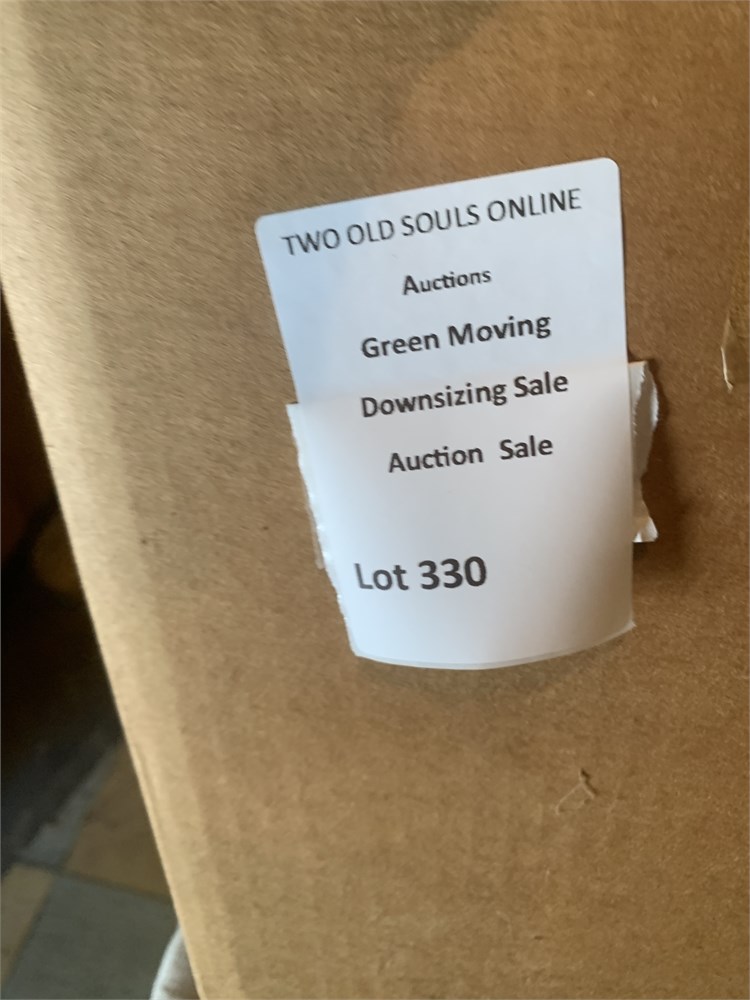 TWO OLD SOULS ONLINE
Auctions
Green Moving
Downsizing Sale
Auction Sale
Lot 330